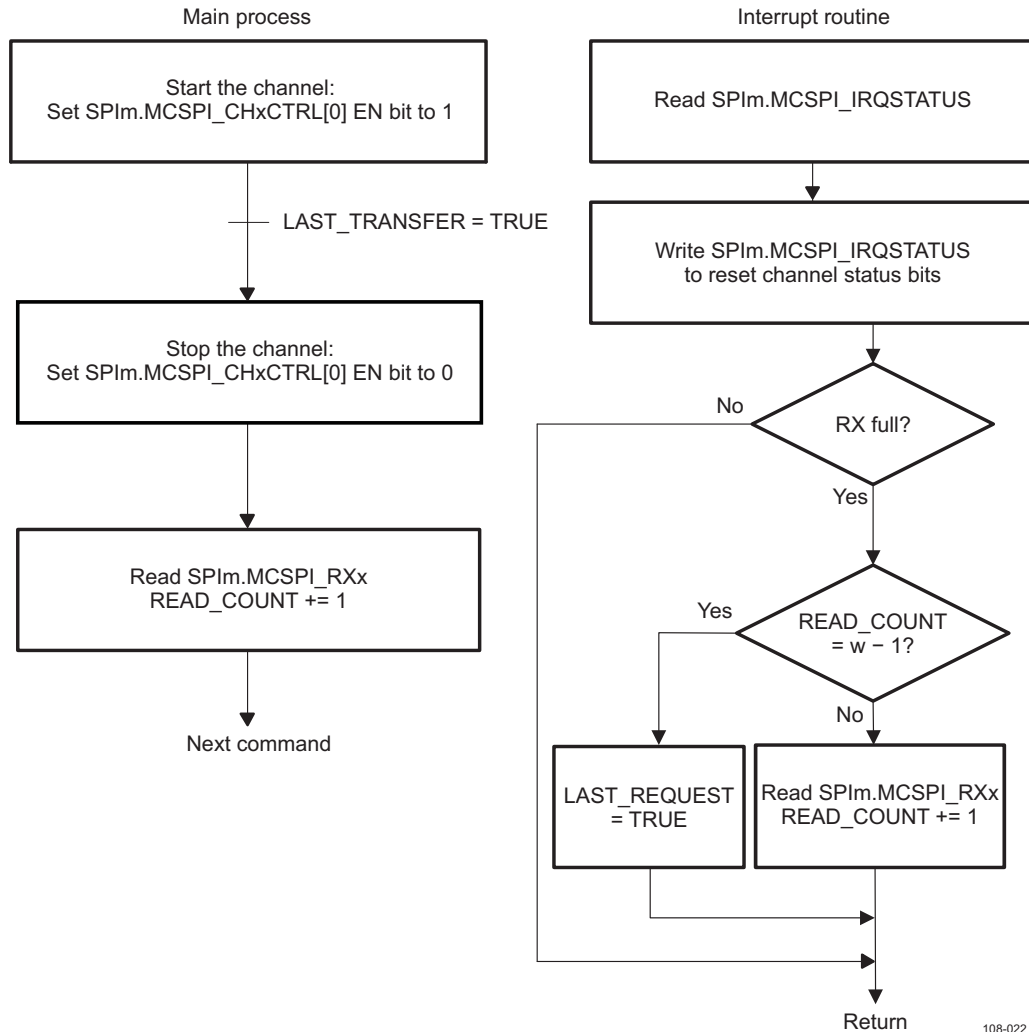 Main process
Start the channel:
Set SPIm.MCSPI_CHxCTRL[0] EN bit to 1
LAST_TRANSFER = TRUE
Stop the channel:
Set SPIm.MCSPI_CHxCTRL[0] EN bit to 0
Read SPIm.MCSPI_RXx
READ_COUNT += 1
Next command
Interrupt routine
Read SPIm.MCSPI_IRQSTATUS
Write SPIm.MCSPI_IRQSTATUS
to reset channel status bits
No
RX full?
Yes
Yes
READ_COUNT
= w − 1?
No
LAST_REQUEST
= TRUE
Read SPIm.MCSPI_RXx
READ_COUNT += 1
Return
108-022